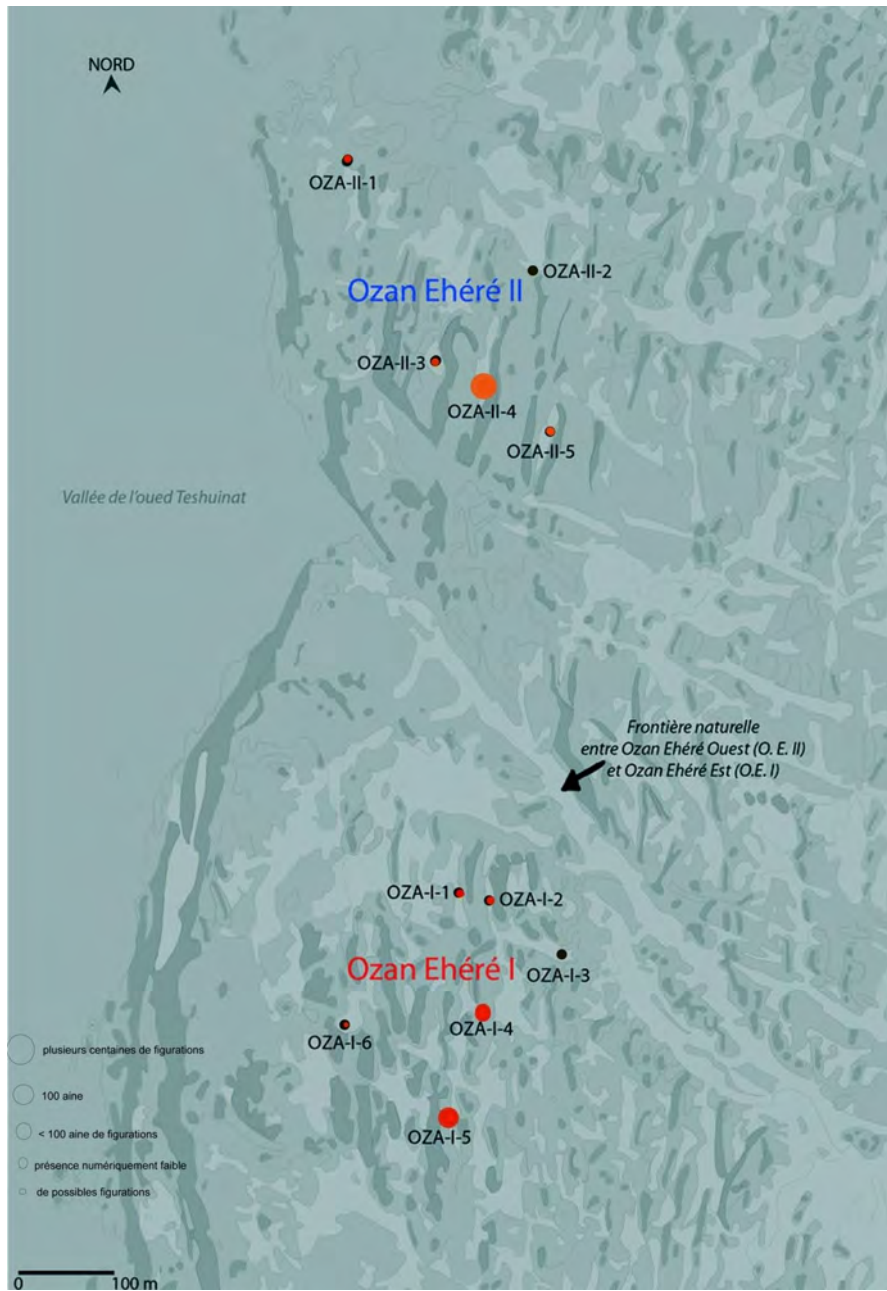 NORD
OZA-II-1
OZA-II-2
Ozan Ehéré II
OZA-II-3
OZA-II-4
OZA-II-5
Vallée de l'oued Teshuinat
Frontière naturelle
entre Ozan Ehéré Ouest (O. E. II)
et Ozan Ehéré Est (O.E. I)
OZA-I-1
OZA-I-2
OZA-I-3
Ozan Ehéré I
OZA-I-4
OZA-I-6
OZA-I-5
plusieurs centaines de figurations
100 aine
< 100 aine de figurations
présence numériquement faible
de possibles figurations
0 100 m